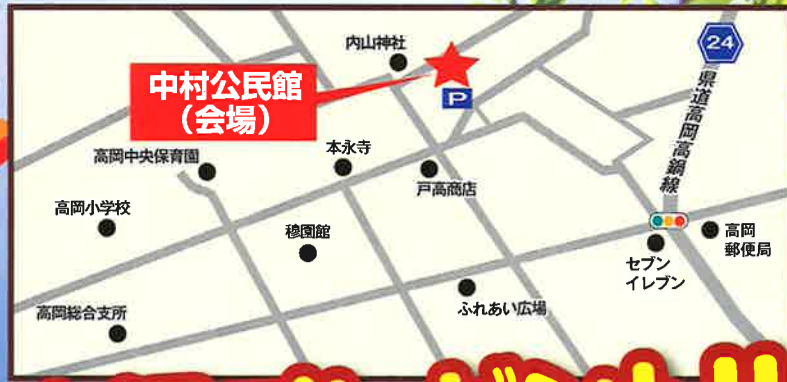 内山神社
24
中村公民館
（会場）
P
県道高岡高鍋線
高岡中央保育園
本永寺
戸高商店
高岡小学校
穆園館
高岡
郵便局
セブン
イレブン
高岡総合支所
ふれあい広場